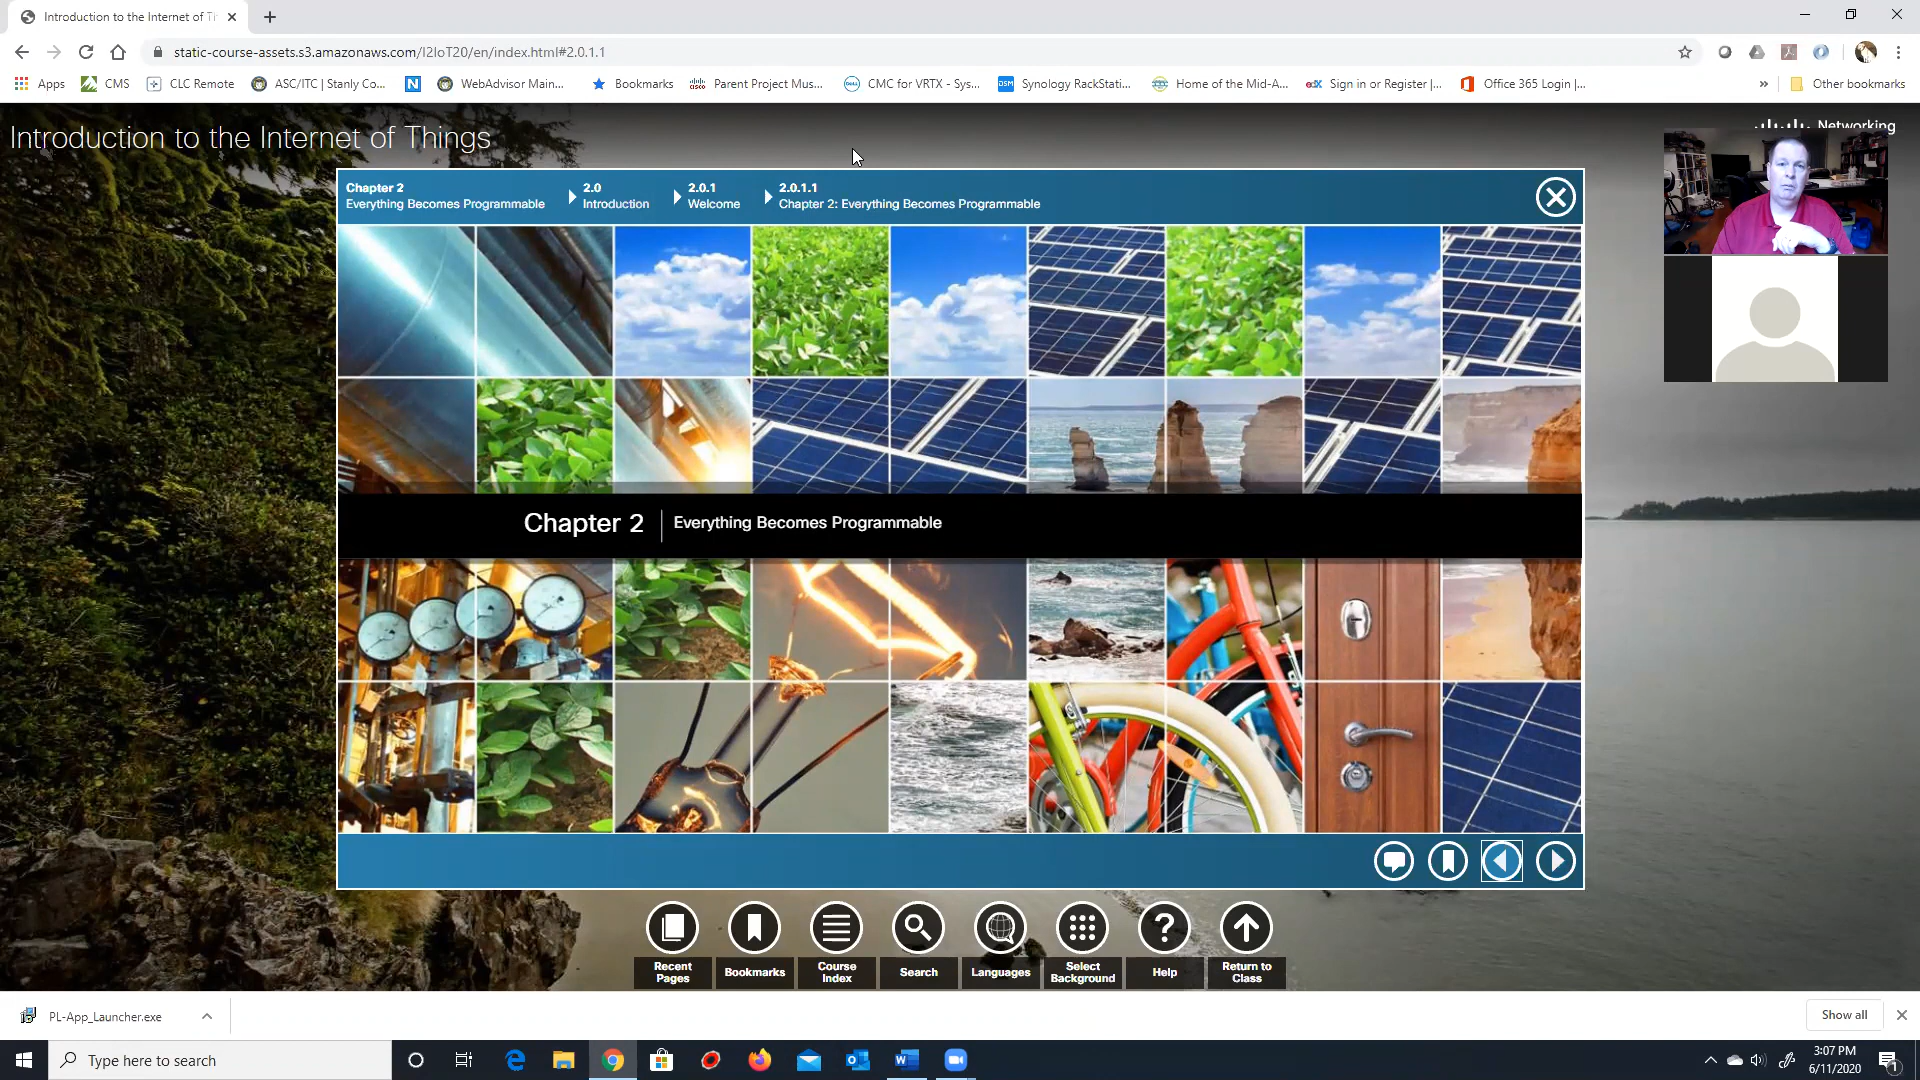 Introduction to the Internet of T
static-course-assets.s3.amazonaws.com/I2IoT20/en/index.html#2.0.1.1
Apps
CMS
CLC Remote
ASC/ITC | Stanly Co...
N
WebAdvisor Main...
Bookmarks
Parent Project Mus...
CMC for VRTX - Sys...
DSM
Synology RackStati...
Home of the Mid-A...
edX
Sign in or Register |...
Office 365 Login |...
»
Other bookmarks
Introduction to the Internet of Things
Networking
Chapter 2
Everything Becomes Programmable
2.0
Introduction
2.0.1
Welcome
2.0.1.1
Chapter 2: Everything Becomes Programmable
Chapter 2 | Everything Becomes Programmable
Recent
Pages
Bookmarks
Course
Index
Search
Languages
Select
Background
?
Help
Return to
Class
PL-App_Launcher.exe
Show all
Type here to search
3:07 PM
6/11/2020
1